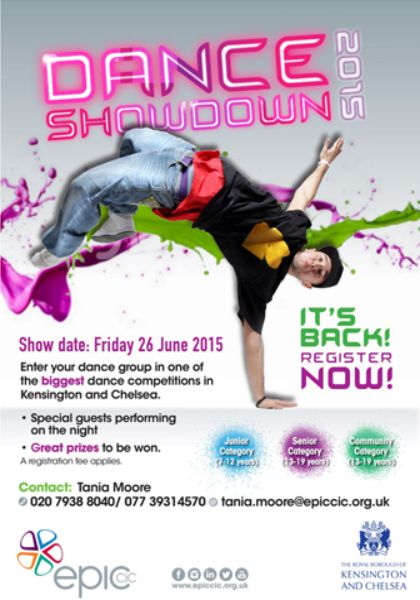 DANCE
2015
SHOWDOWN
IT'S
BACK!
REGISTER
NOW!
Show date: Friday 26 June 2015
Enter your dance group in one of
the biggest dance competitions in
Kensington and Chelsea.
• Special guests performing
on the night
• Great prizes to be won.
A registration fee applies.
Junior
Category
(7-12 years)
Senior
Category
(13-19 years)
Community
Category
(13-19 years)
Contact: Tania Moore
020 7938 8040/ 077 39314570 tania.moore@epiccic.org.uk
epic CIC
www.epiccic.org.uk
THE ROYAL BOROUGH OF
KENSINGTON
AND CHELSEA